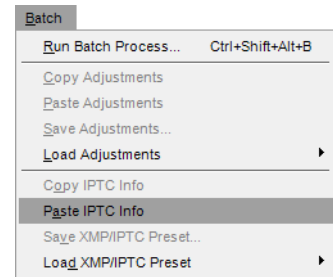 Batch
Run Batch Process... Ctrl+Shift+Alt+B
Copy Adjustments
Paste Adjustments
Save Adjustments...
Load Adjustments
Copy IPTC Info
Paste IPTC Info
Save XMP/IPTC Preset...
Load XMP/IPTC Preset